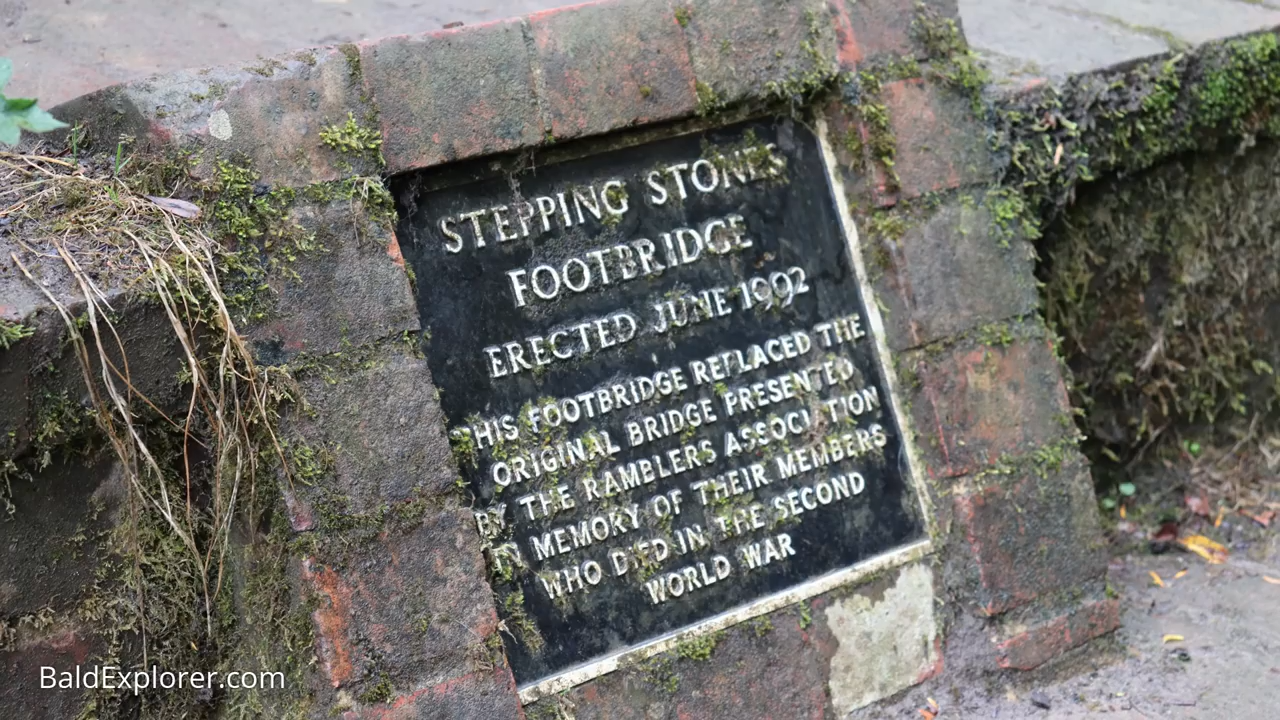 STEPPING STONES
FOOTBRIDGE
ERECTED JUNE 1992
THIS FOOTBRIDGE REPLACED THE
ORIGINAL BRIDGE PRESENTED
BY THE RAMBLERS ASSOCIATION
IN MEMORY OF THEIR MEMBERS
WHO DIED IN THE SECOND
WORLD WAR
BaldExplorer.com